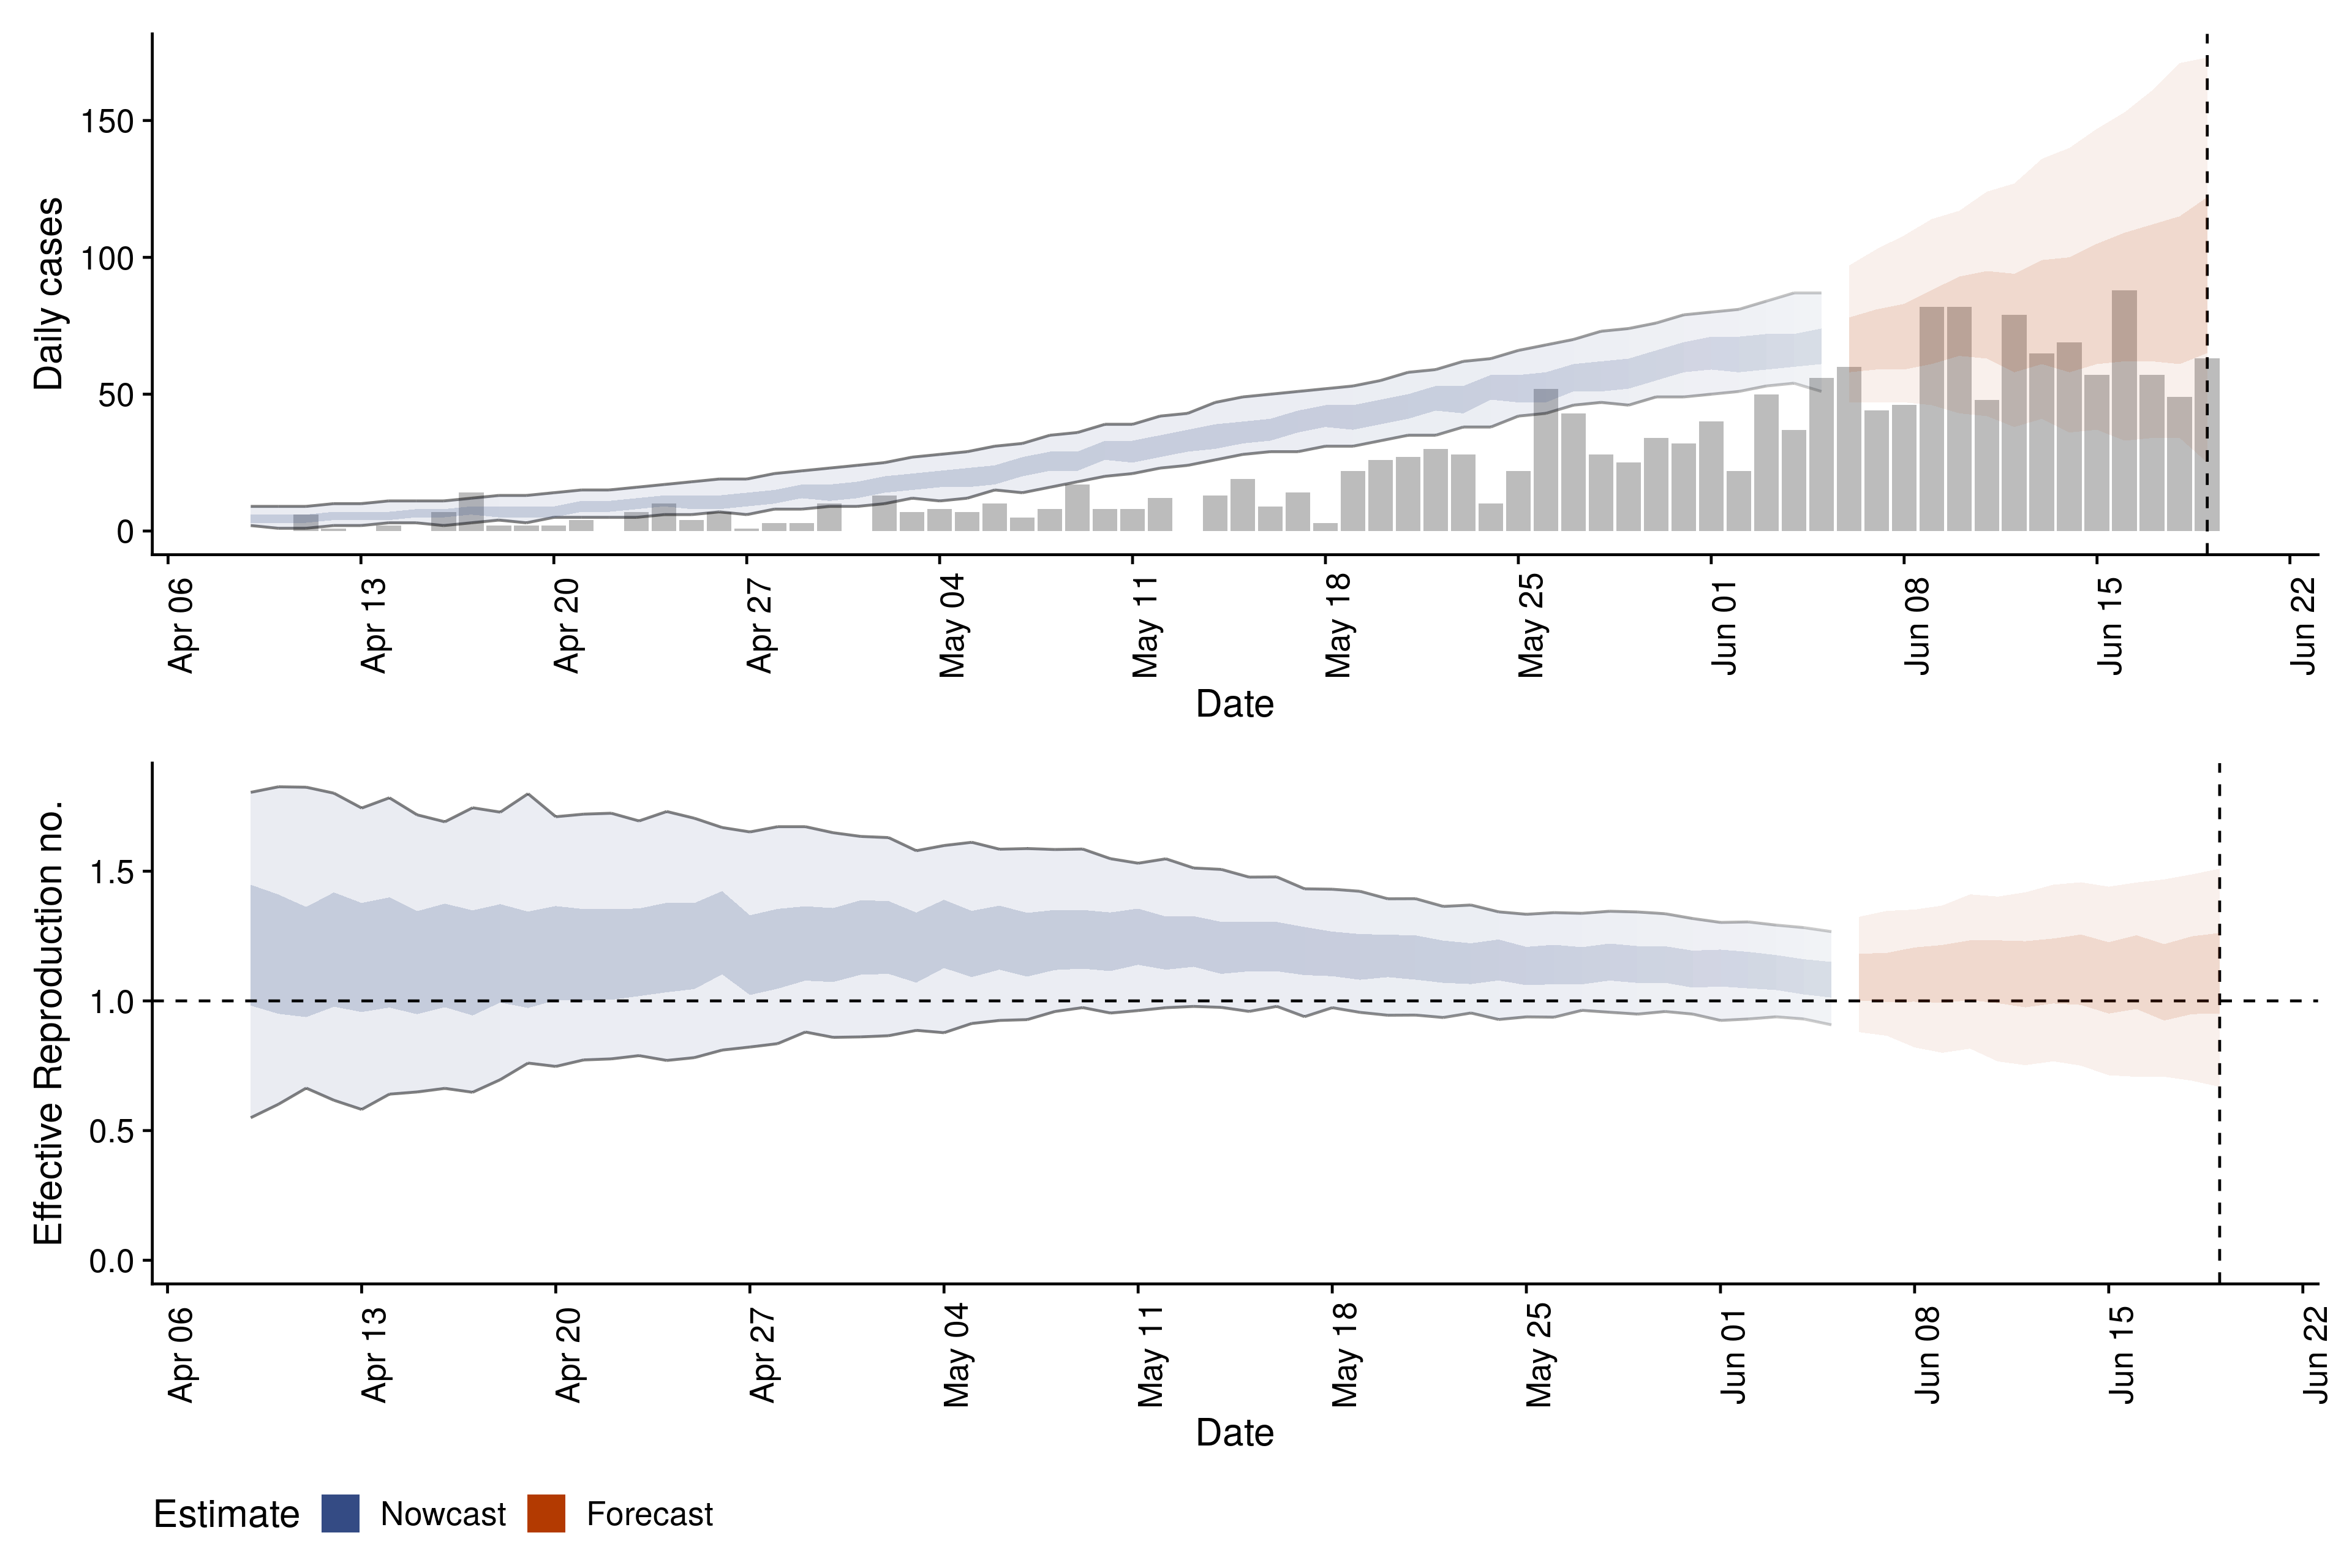 Daily cases
150
100
50
0
Apr 06
Apr 13
Apr 20
Apr 27
May 04
May 11
May 18
May 25
Jun 01
Jun 08
Jun 15
Jun 22
Date
Effective Reproduction no.
1.5
1.0
0.5
0.0
Apr 06
Apr 13
Apr 20
Apr 27
May 04
May 11
May 18
May 25
Jun 01
Jun 08
Jun 15
Jun 22
Date
Estimate Nowcast Forecast